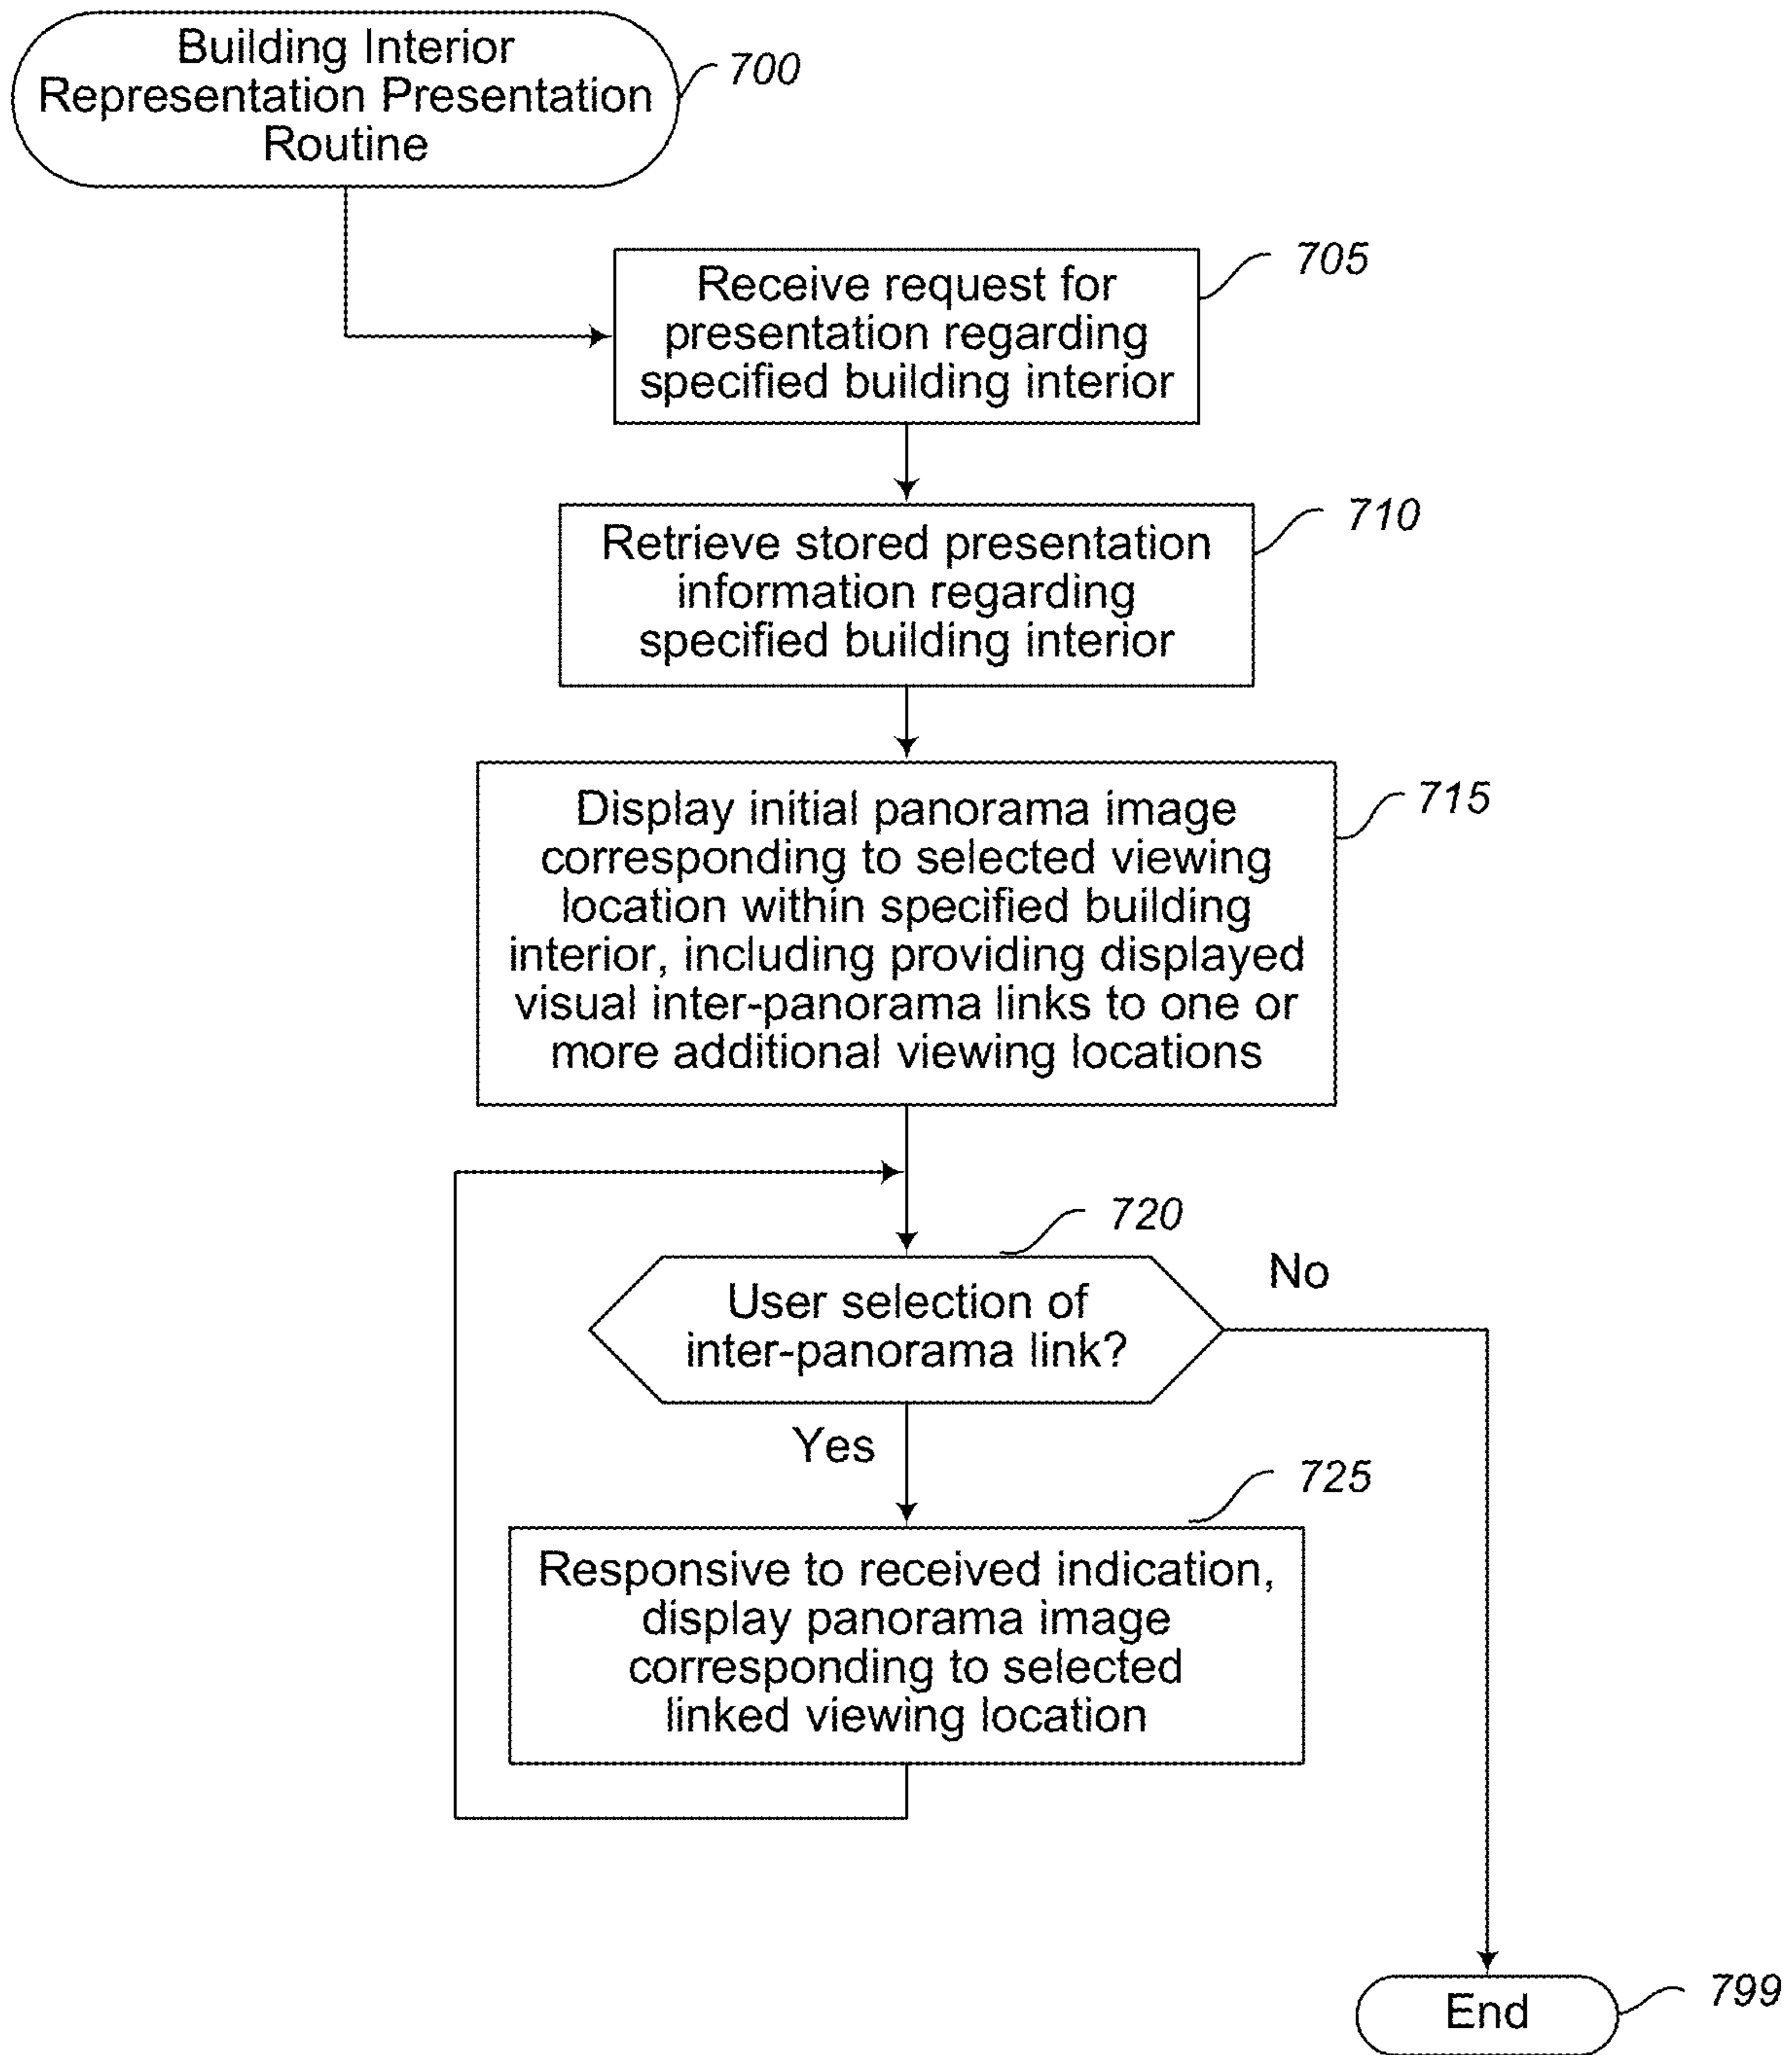 Building Interior
Representation Presentation
Routine
700
705
Receive request for
presentation regarding
specified building interior
710
Retrieve stored presentation
information regarding
specified building interior
715
Display initial panorama image
corresponding to selected viewing
location within specified building
interior, including providing displayed
visual inter-panorama links to one or
more additional viewing locations
720
User selection of
inter-panorama link?
No
Yes
725
Responsive to received indication,
display panorama image
corresponding to selected
linked viewing location
End
799